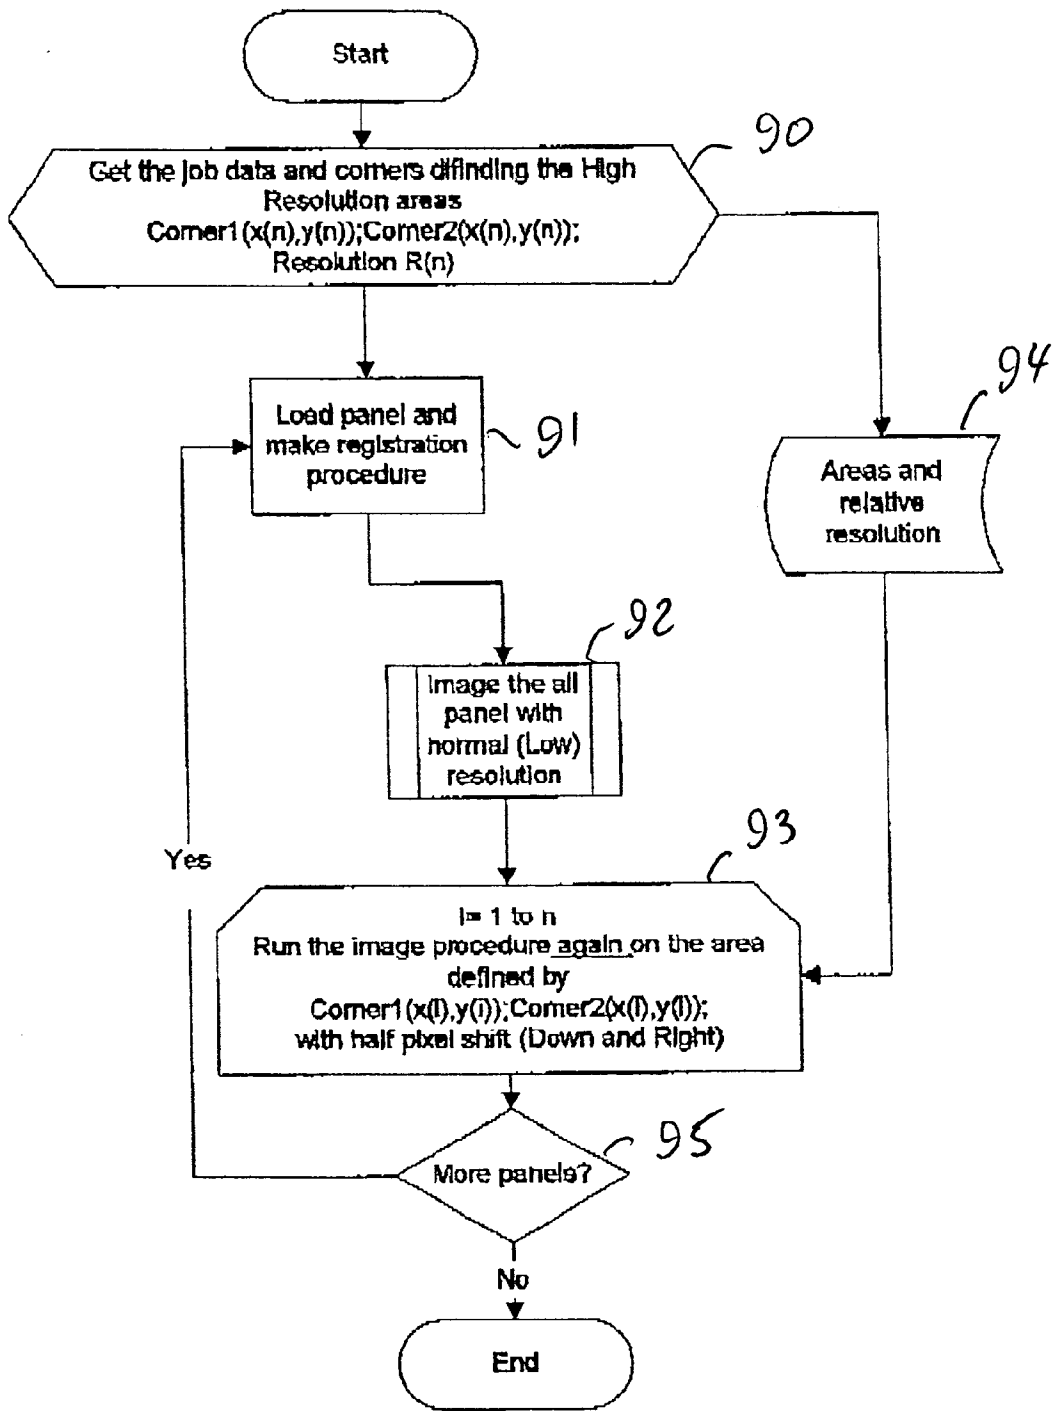 Start
90
Get the job data and corners difinding the High
Resolution areas
Corner1(x(n),y(n));Corner2(x(n),y(n));
Resolution R(n)
94
Load panel and
make registration
procedure
91
Areas and
relative
resolution
92
Image the all
panel with
normal (Low)
resolution
93
Yes
I= 1 to n
Run the image procedure again on the area
defined by
Corner1(x(I),y(i));Corner2(x(I),y(I));
with half pixel shift (Down and Right)
95
More panels?
No
End